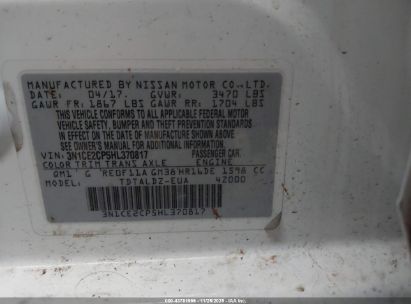 MANUFACTURED BY NISSAN MOTOR CO.,LTD.
DATE: 04/17. GVWR: 3470 LBS
GAWR FR: 1867 LBS GAWR RR: 1704 LBS
THIS VEHICLE CONFORMS TO ALL APPLICABLE FEDERAL MOTOR
VEHICLE SAFETY, BUMPER, AND THEFT PREVENTION STANDARDS
IN EFFECT ON THE DATE OF MANUFACTURE SHOWN ABOVE
SEE OWNER'S MANUAL FOR ADDITIONAL INFORMATION.
VIN: 3N1CE2CP5HL370817 PASSENGER CAR.
COLOR TRIM TRANS AXLE ENGINE
QM1 G RE0F11A GM38 HR16DE 1598 CC
MODEL: TDTALDZ-EUA 42000
3N1CE2CP5HL370817